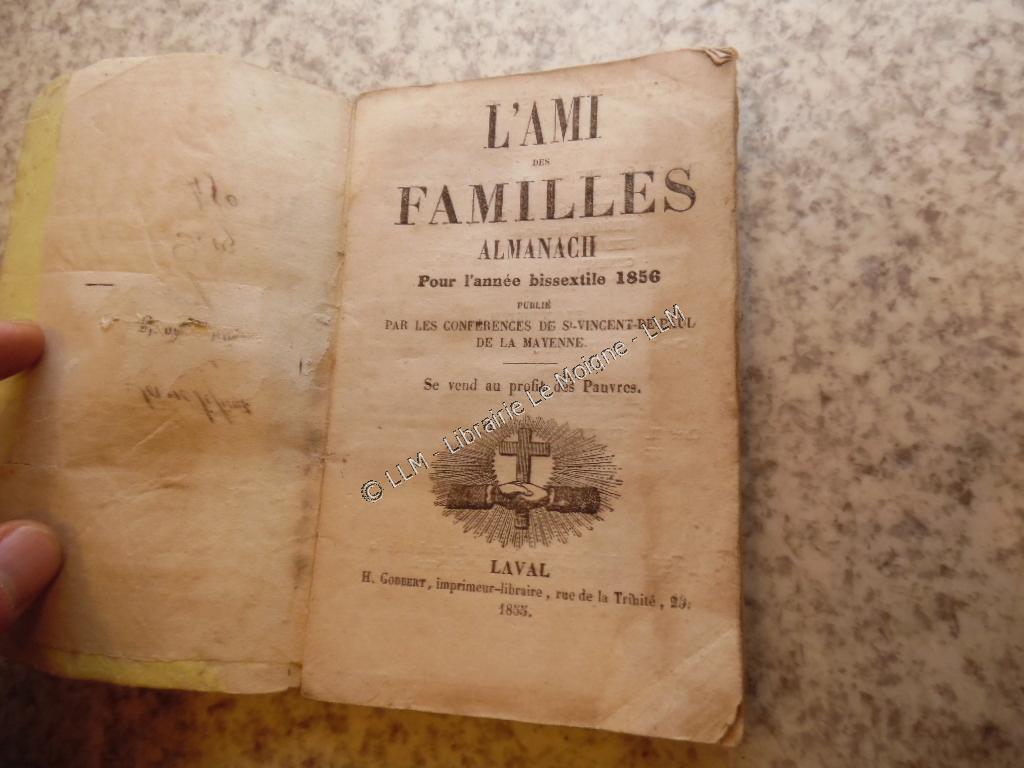 L'AMI
DES
FAMILLES
ALMANACH
Pour l'année bissextile 1856
PUBLIÉ
PAR LES CONFÉRENCES DE St-VINCENT-DE-PAUL
DE LA MAYENNE.
Se vend au profit des Pauvres.
© LLM - Librairie Le Moigne - LLM
LAVAL
H. GODBERT, imprimeur-libraire, rue de la Trinité, 29.
1855.